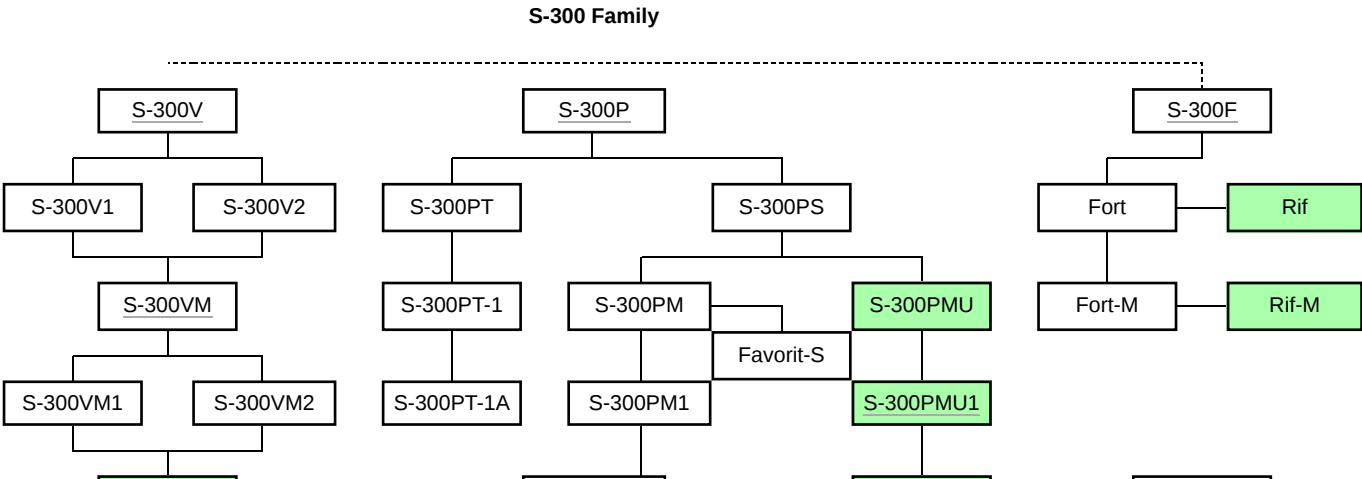 S-300 Family
S-300V
S-300P
S-300F
S-300V1
S-300V2
S-300PT
S-300PS
Fort
Rif
S-300VM
S-300PT-1
S-300PM
S-300PMU
Fort-M
Rif-M
Favorit-S
S-300VM1
S-300VM2
S-300PT-1A
S-300PM1
S-300PMU1